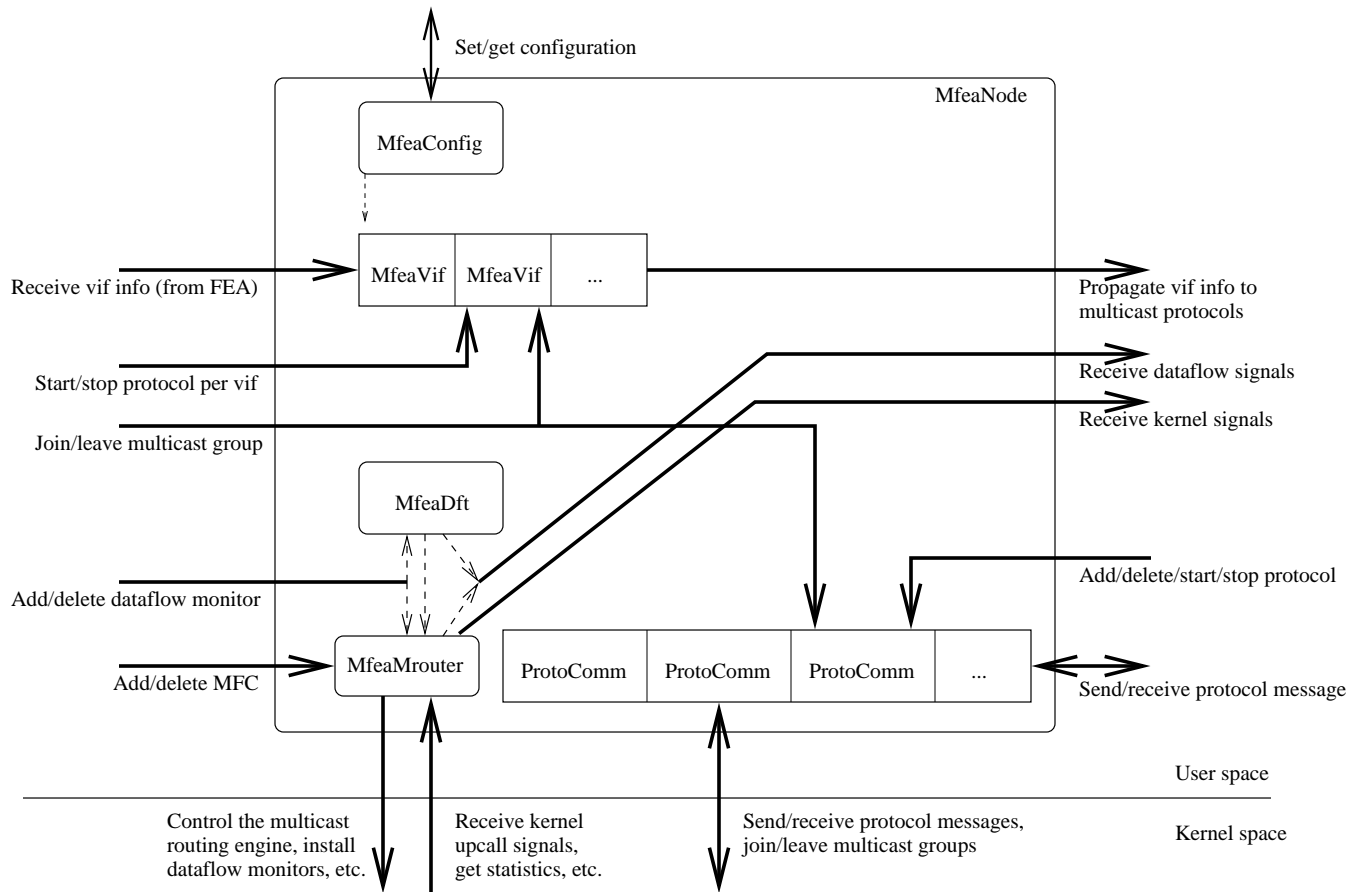 Set/get configuration
MfeaNode
MfeaConfig
MfeaVif
MfeaVif
...
Receive vif info (from FEA)
Propagate vif info to
multicast protocols
Start/stop protocol per vif
Receive dataflow signals
Join/leave multicast group
Receive kernel signals
MfeaDft
Add/delete dataflow monitor
Add/delete/start/stop protocol
MfeaMrouter
ProtoComm
ProtoComm
ProtoComm
...
Add/delete MFC
Send/receive protocol message
User space
Control the multicast
routing engine, install
dataflow monitors, etc.
Receive kernel
upcall signals,
get statistics, etc.
Send/receive protocol messages,
join/leave multicast groups
Kernel space